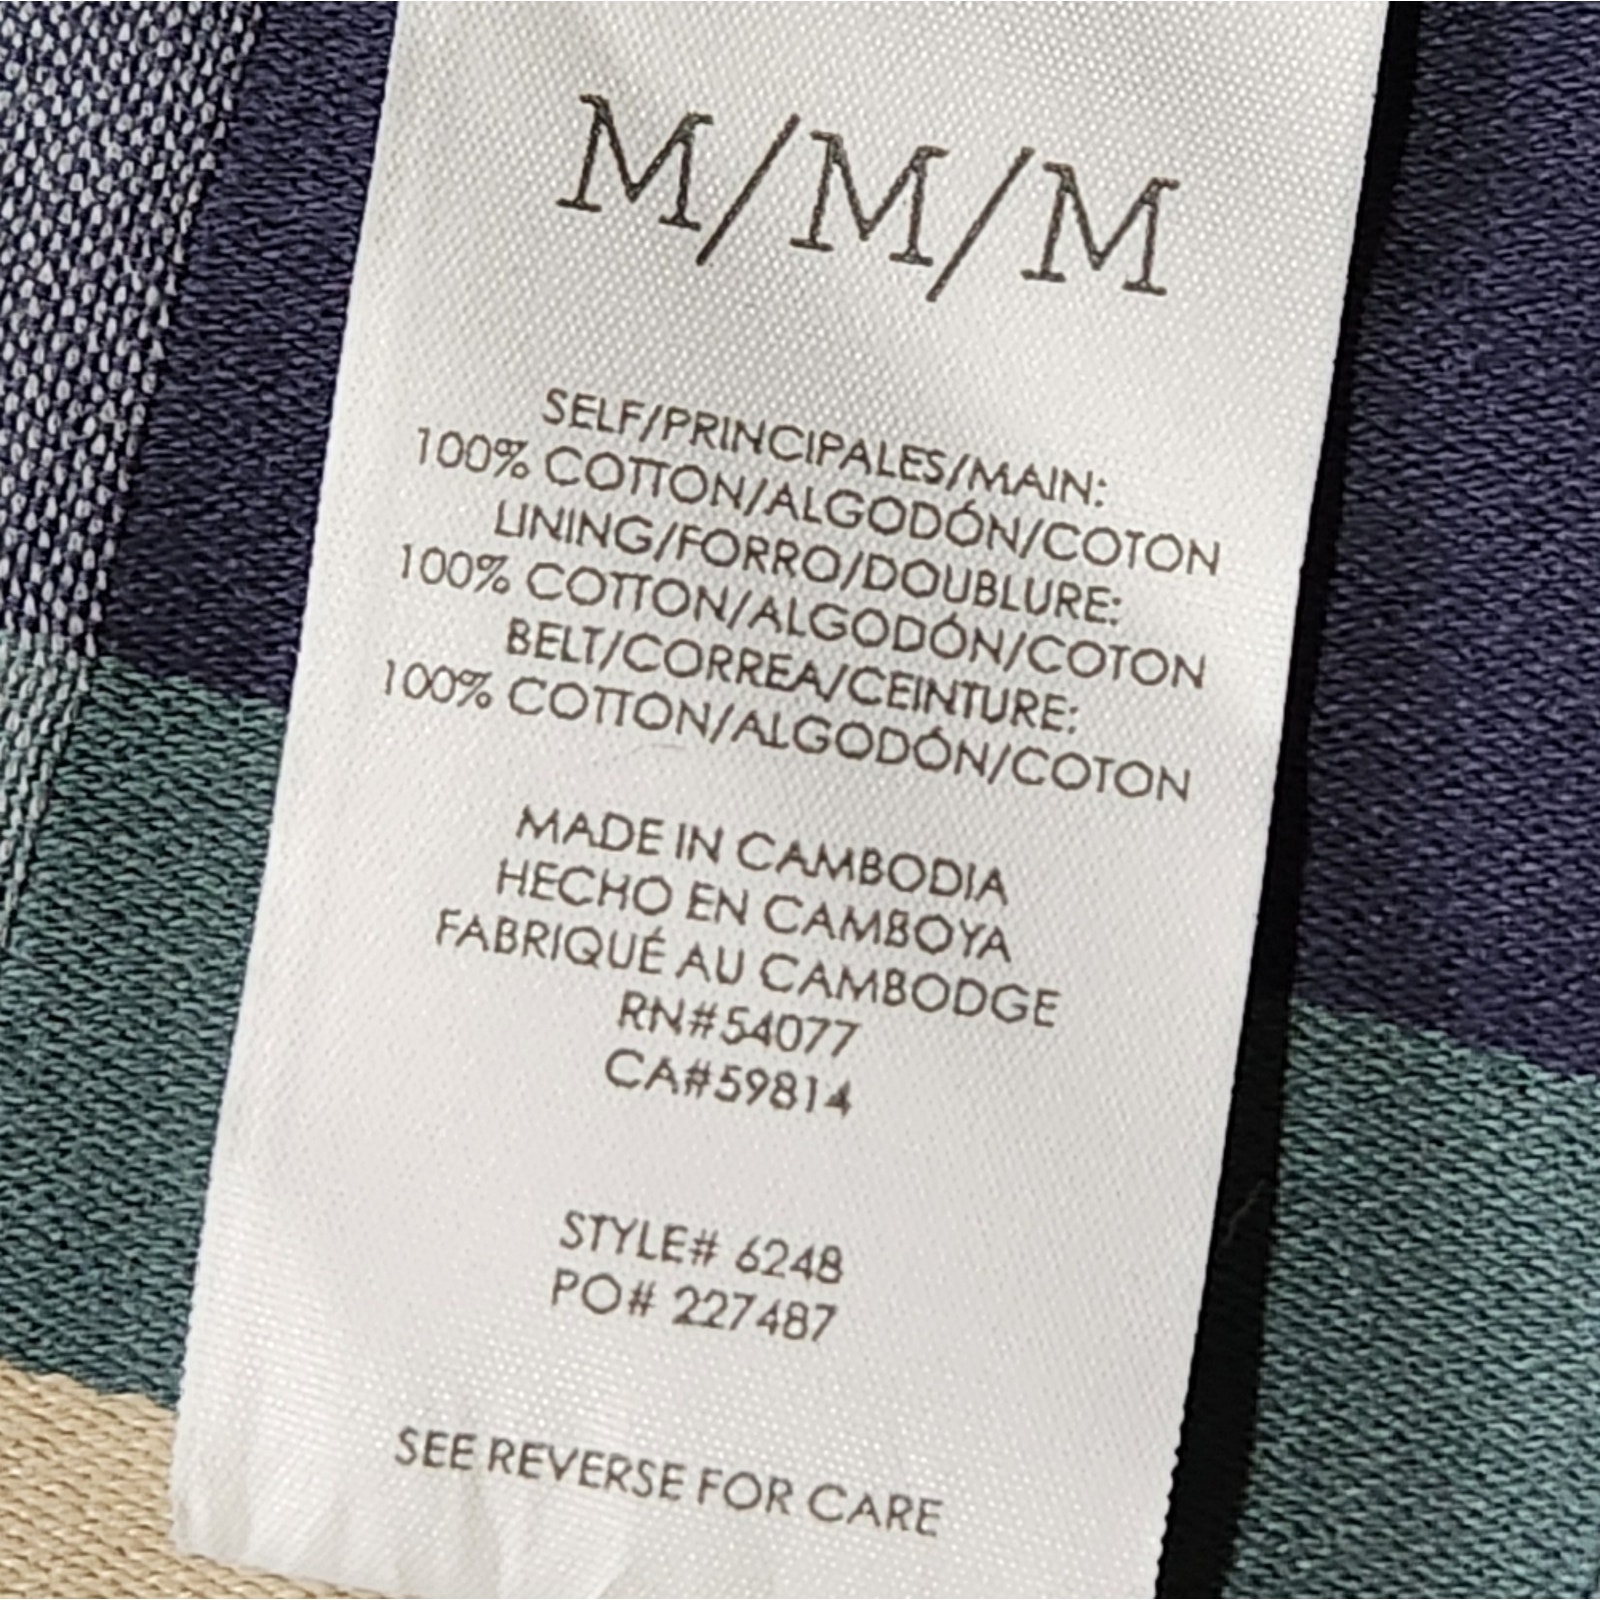 M/M/M
SELF/PRINCIPALES/MAIN:
100% COTTON/ALGODÓN/COTON
LINING/FORRO/DOUBLURE:
100% COTTON/ALGODÓN/COTON
BELT/CORREA/CEINTURE:
100% COTTON/ALGODÓN/COTON
MADE IN CAMBODIA
HECHO EN CAMBOYA
FABRIQUÉ AU CAMBODGE
RN#54077
CA#59814
STYLE# 6248
PO# 227487
SEE REVERSE FOR CARE